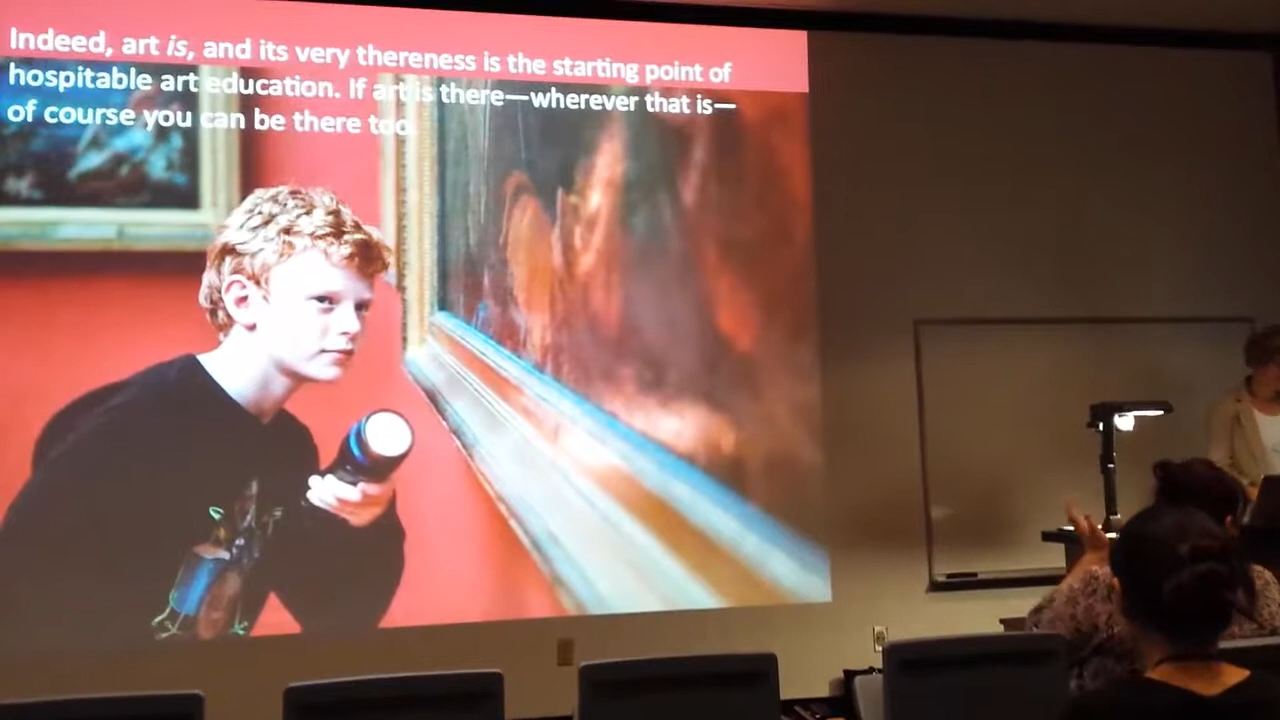 Indeed, art is, and its very thereness is the starting point of
hospitable art education. If art is there—wherever that is—
of course you can be there too.